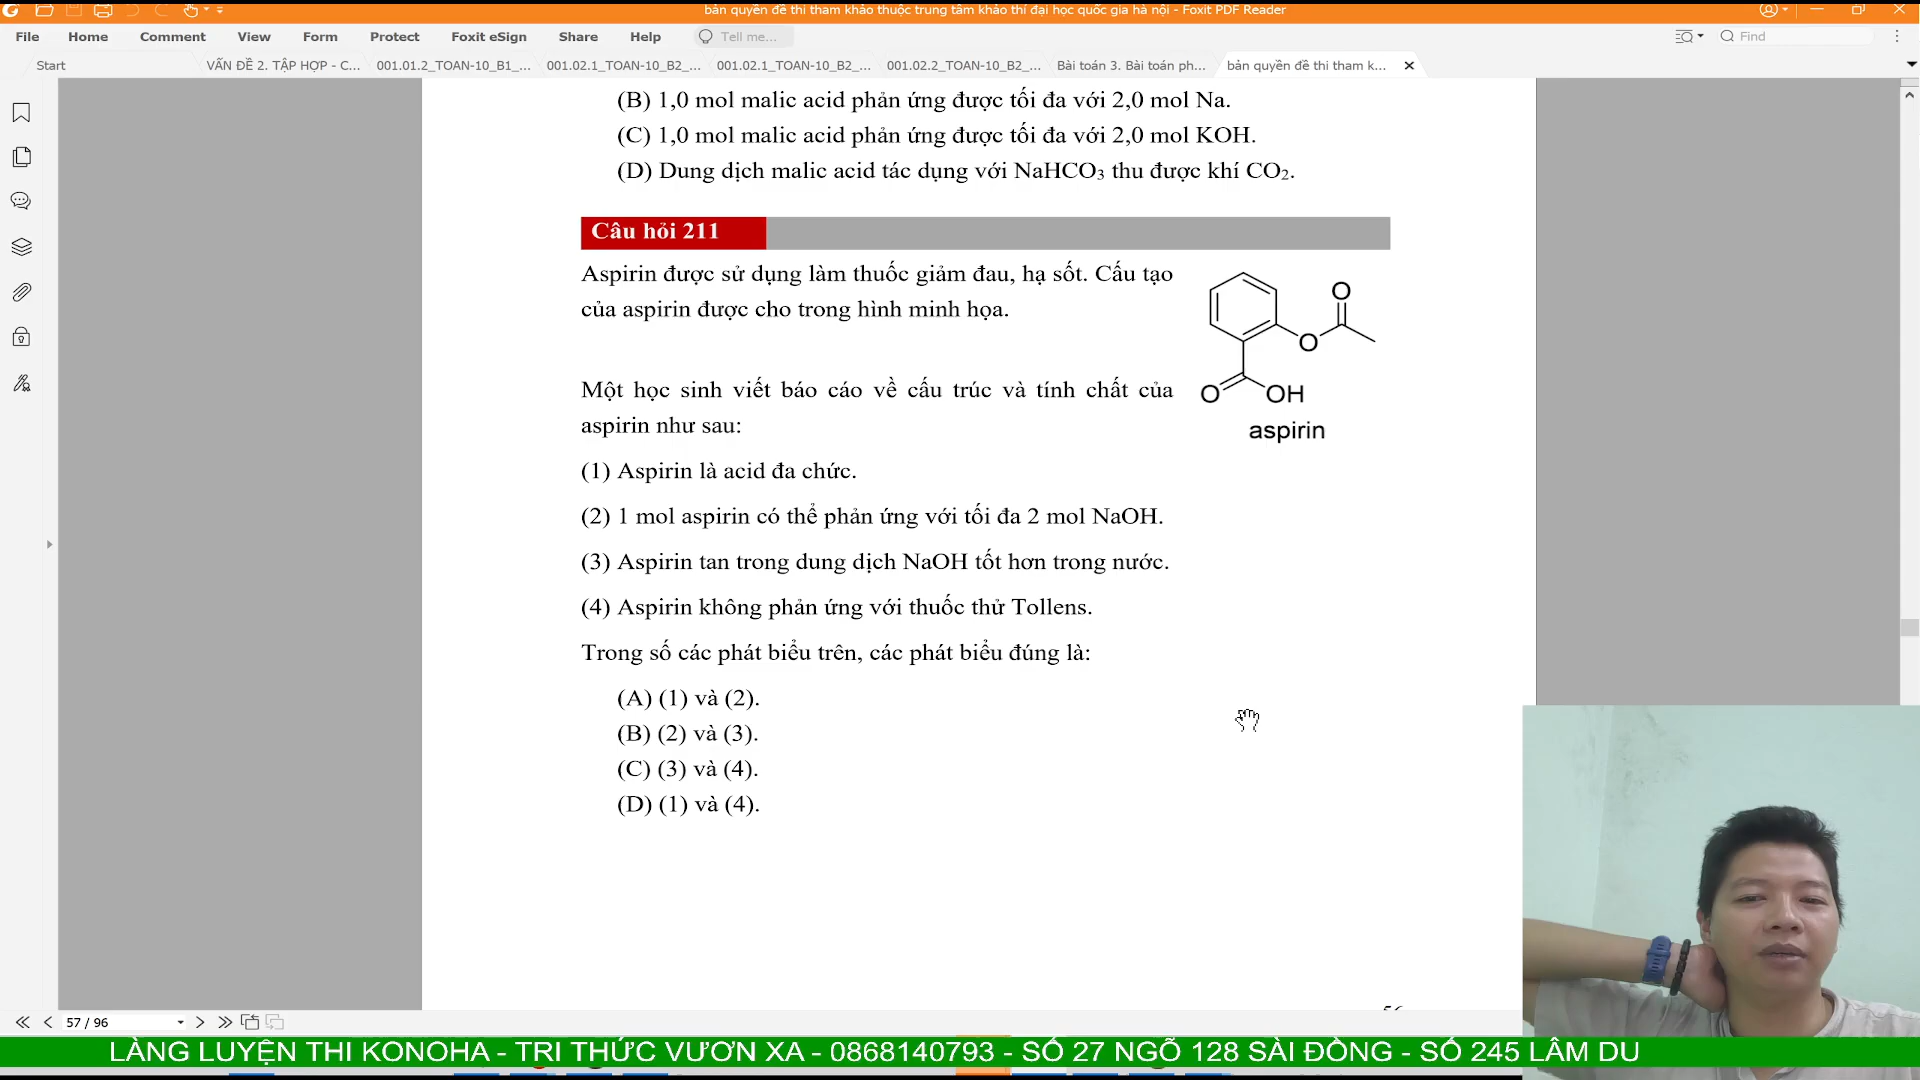 bản quyền đề thi tham khảo thuộc trung tâm khảo thí đại học quốc gia hà nội - Foxit PDF Reader
File Home Comment View Form Protect Foxit eSign Share Help Tell me... Find
Start VẤN ĐỀ 2. TẬP HỢP - C... 001.01.2_TOAN-10_B1_... 001.02.1_TOAN-10_B2_... 001.02.1_TOAN-10_B2_... 001.02.2_TOAN-10_B2_... Bài toán 3. Bài toán ph... bản quyền đề thi tham k...
(B) 1,0 mol malic acid phản ứng được tối đa với 2,0 mol Na.
(C) 1,0 mol malic acid phản ứng được tối đa với 2,0 mol KOH.
(D) Dung dịch malic acid tác dụng với NaHCO₃ thu được khí CO₂.
Câu hỏi 211
Aspirin được sử dụng làm thuốc giảm đau, hạ sốt. Cấu tạo
của aspirin được cho trong hình minh họa.
O
O
O OH
aspirin
Một học sinh viết báo cáo về cấu trúc và tính chất của
aspirin như sau:
(1) Aspirin là acid đa chức.
(2) 1 mol aspirin có thể phản ứng với tối đa 2 mol NaOH.
(3) Aspirin tan trong dung dịch NaOH tốt hơn trong nước.
(4) Aspirin không phản ứng với thuốc thử Tollens.
Trong số các phát biểu trên, các phát biểu đúng là:
(A) (1) và (2).
(B) (2) và (3).
(C) (3) và (4).
(D) (1) và (4).
57 / 96
LÀNG LUYỆN THI KONOHA - TRI THỨC VƯƠN XA - 0868140793 - SỐ 27 NGÕ 128 SÀI ĐỒNG - SỐ 245 LÂM DU